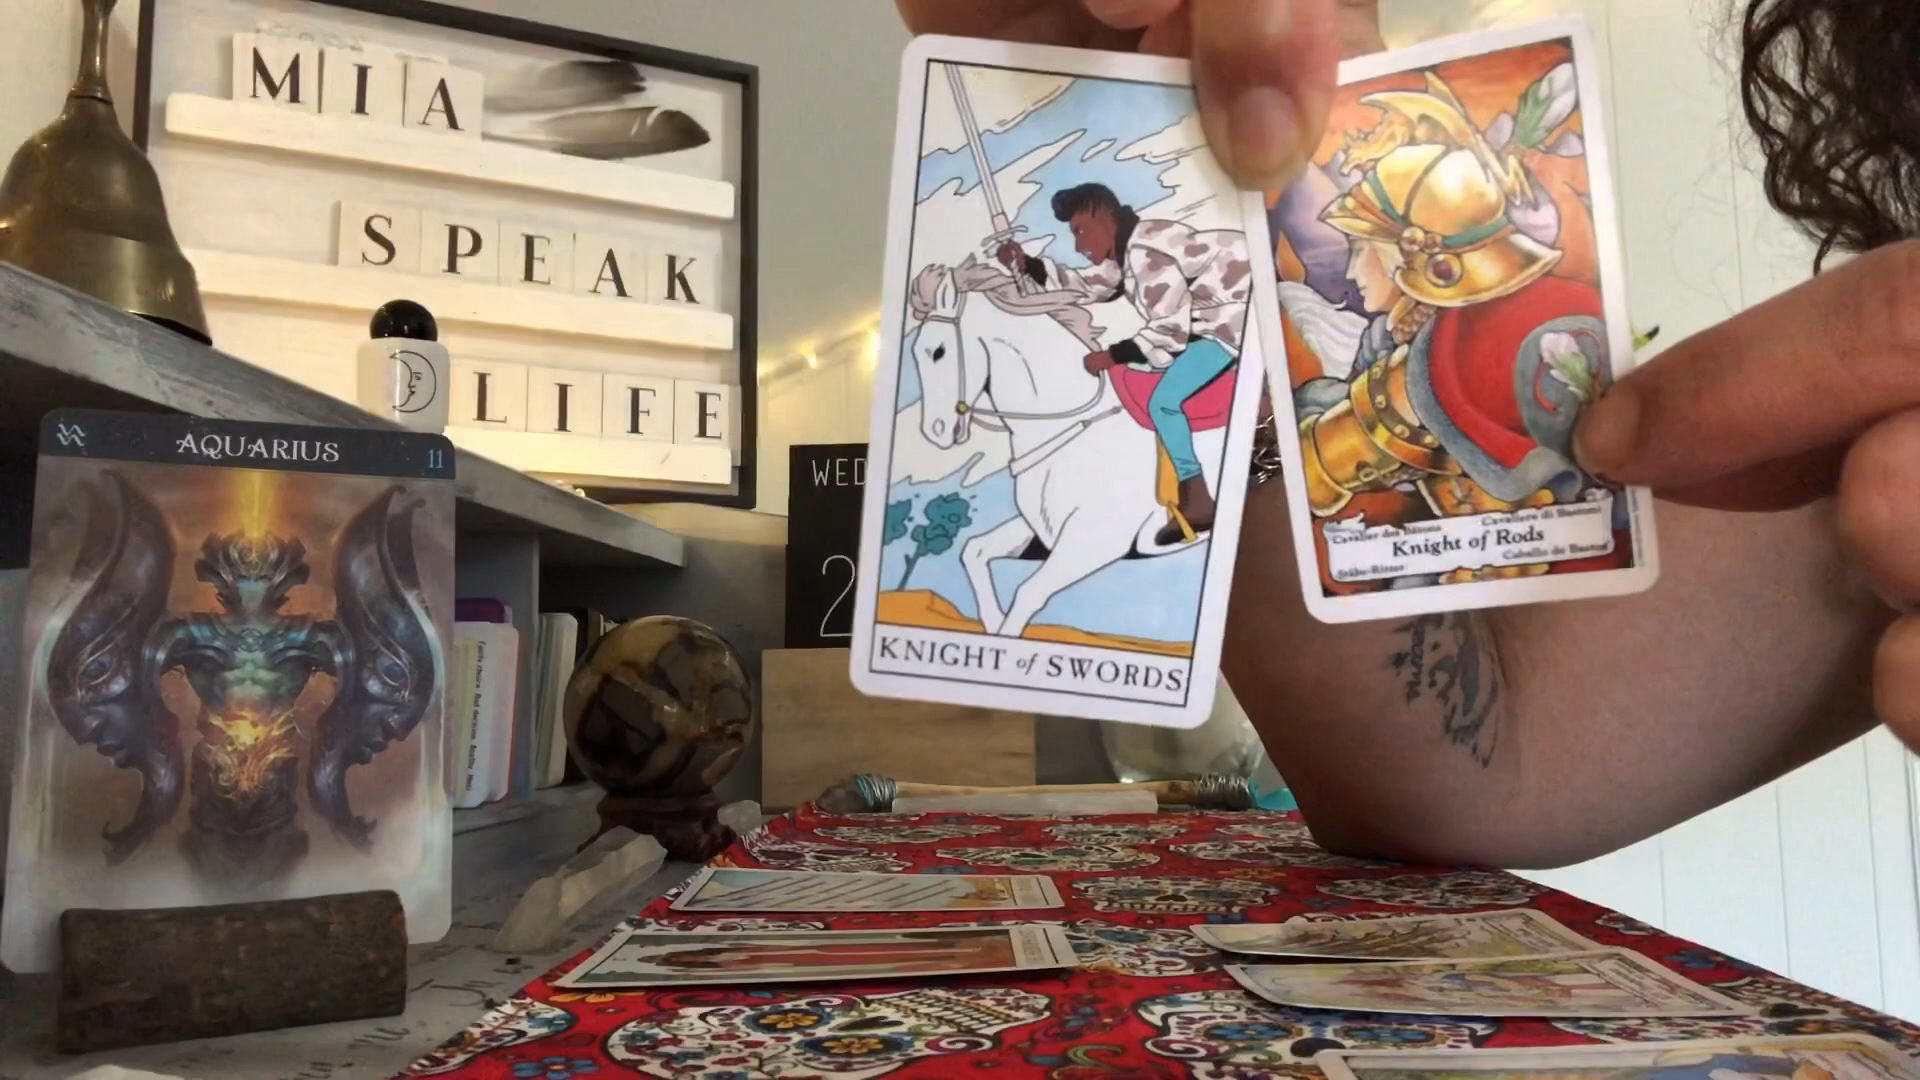 MIA
SPEAK
LIFE
AQUARIUS
11
WED
2
KNIGHT of SWORDS
Cavalier des Bâtons
Cavaliere di Bastoni
Knight of Rods
Stäbe-Ritter
Caballo de Bastos